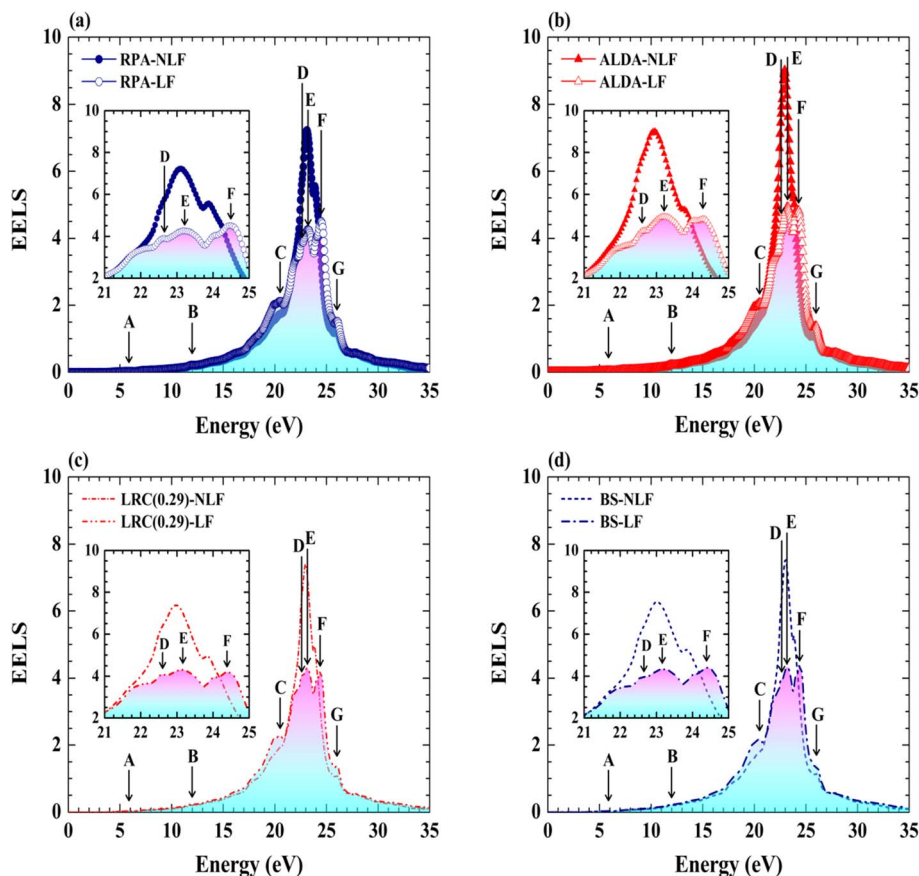 (a)
RPA-NLF
RPA-LF
D
E
F
C
G
A
B
D
E
F
10
8
6
4
2
21 22 23 24 25
EELS
10
8
6
4
2
0
0 5 10 15 20 25 30 35
Energy (eV)
(b)
ALDA-NLF
ALDA-LF
D
E
F
C
G
A
B
D
E
F
10
8
6
4
2
21 22 23 24 25
EELS
10
8
6
4
2
0
0 5 10 15 20 25 30 35
Energy (eV)
(c)
LRC(0.29)-NLF
LRC(0.29)-LF
D
E
F
C
G
A
B
D
E
F
10
8
6
4
2
21 22 23 24 25
EELS
10
8
6
4
2
0
0 5 10 15 20 25 30 35
Energy (eV)
(d)
BS-NLF
BS-LF
D
E
F
C
G
A
B
D
E
F
10
8
6
4
2
21 22 23 24 25
EELS
10
8
6
4
2
0
0 5 10 15 20 25 30 35
Energy (eV)